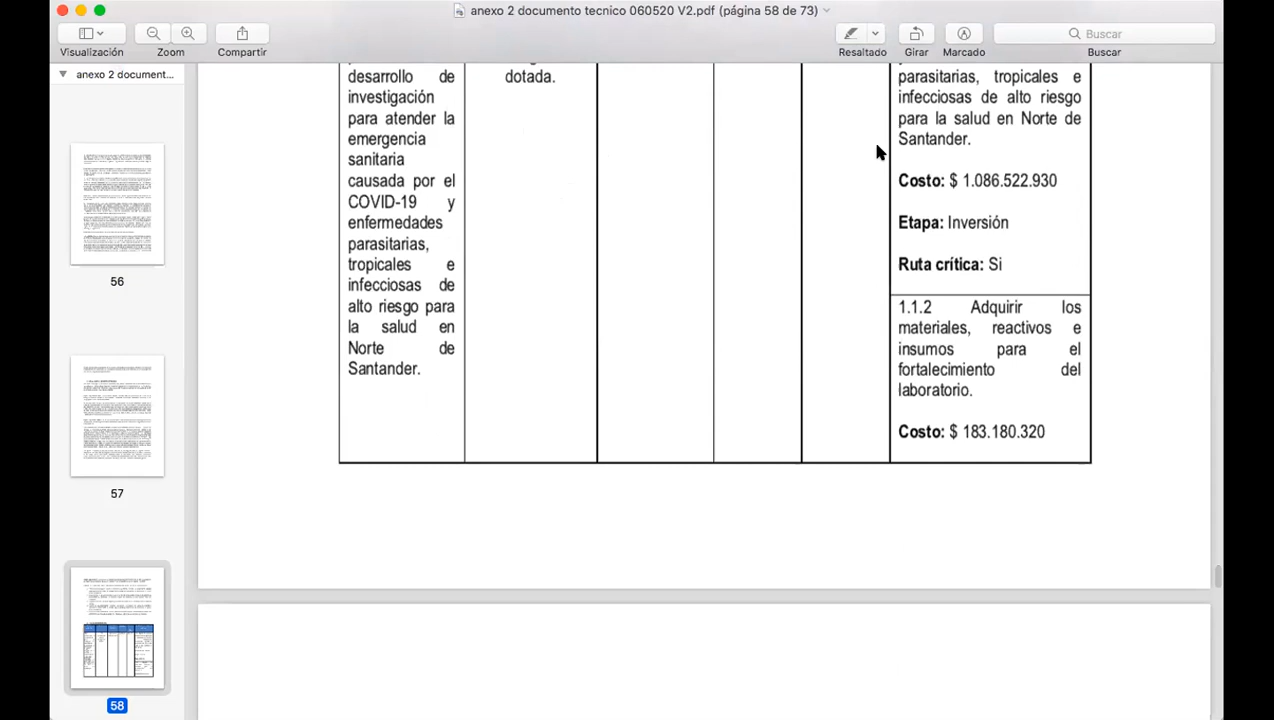 anexo 2 documento tecnico 060520 V2.pdf (página 58 de 73)
Visualización
Zoom
Compartir
Resaltado
Girar
Marcado
Buscar
Buscar
anexo 2 document...
56
57
58
desarrollo de
investigación
para atender la
emergencia
sanitaria
causada por el
COVID-19 y
enfermedades
parasitarias,
tropicales e
infecciosas de
alto riesgo para
la salud en
Norte de
Santander.
dotada.
parasitarias, tropicales e
infecciosas de alto riesgo
para la salud en Norte de
Santander.
Costo: $ 1.086.522.930
Etapa: Inversión
Ruta crítica: Si
1.1.2 Adquirir los
materiales, reactivos e
insumos para el
fortalecimiento del
laboratorio.
Costo: $ 183.180.320